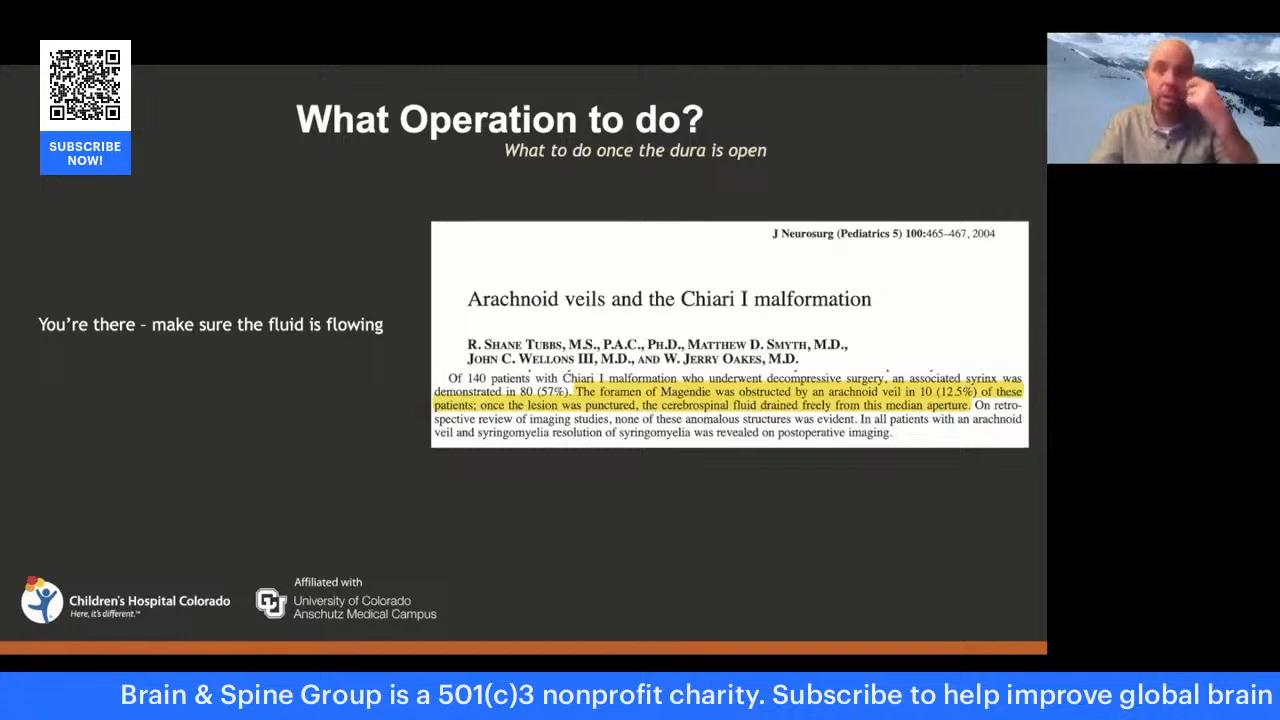 SUBSCRIBE
NOW!
What Operation to do?
What to do once the dura is open
J Neurosurg (Pediatrics 5) 100:465–467, 2004
Arachnoid veils and the Chiari I malformation
You're there - make sure the fluid is flowing
R. Shane Tubbs, M.S., P.A.C., Ph.D., Matthew D. Smyth, M.D.,
John C. Wellons III, M.D., and W. Jerry Oakes, M.D.
Of 140 patients with Chiari I malformation who underwent decompressive surgery, an associated syrinx was
demonstrated in 80 (57%). The foramen of Magendie was obstructed by an arachnoid veil in 10 (12.5%) of these
patients; once the lesion was punctured, the cerebrospinal fluid drained freely from this median aperture. On retro-
spective review of imaging studies, none of these anomalous structures was evident. In all patients with an arachnoid
veil and syringomyelia resolution of syringomyelia was revealed on postoperative imaging.
Children's Hospital Colorado
Here, it's different.™
Affiliated with
University of Colorado
Anschutz Medical Campus
Brain & Spine Group is a 501(c)3 nonprofit charity. Subscribe to help improve global brain